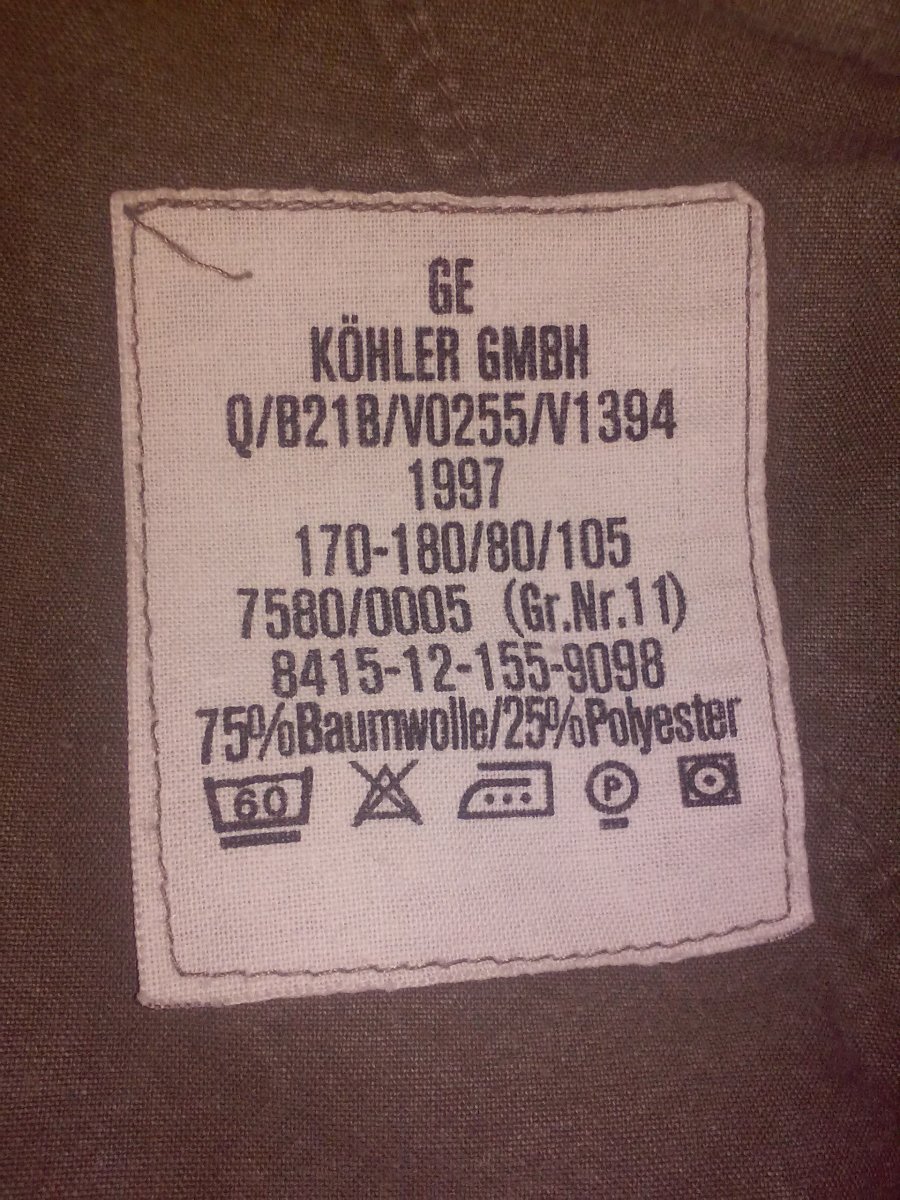 GE
KÖHLER GMBH
Q/B21B/V0255/V1394
1997
170-180/80/105
7580/0005 (Gr.Nr.11)
8415-12-155-9098
75%Baumwolle/25%Polyester
60 P